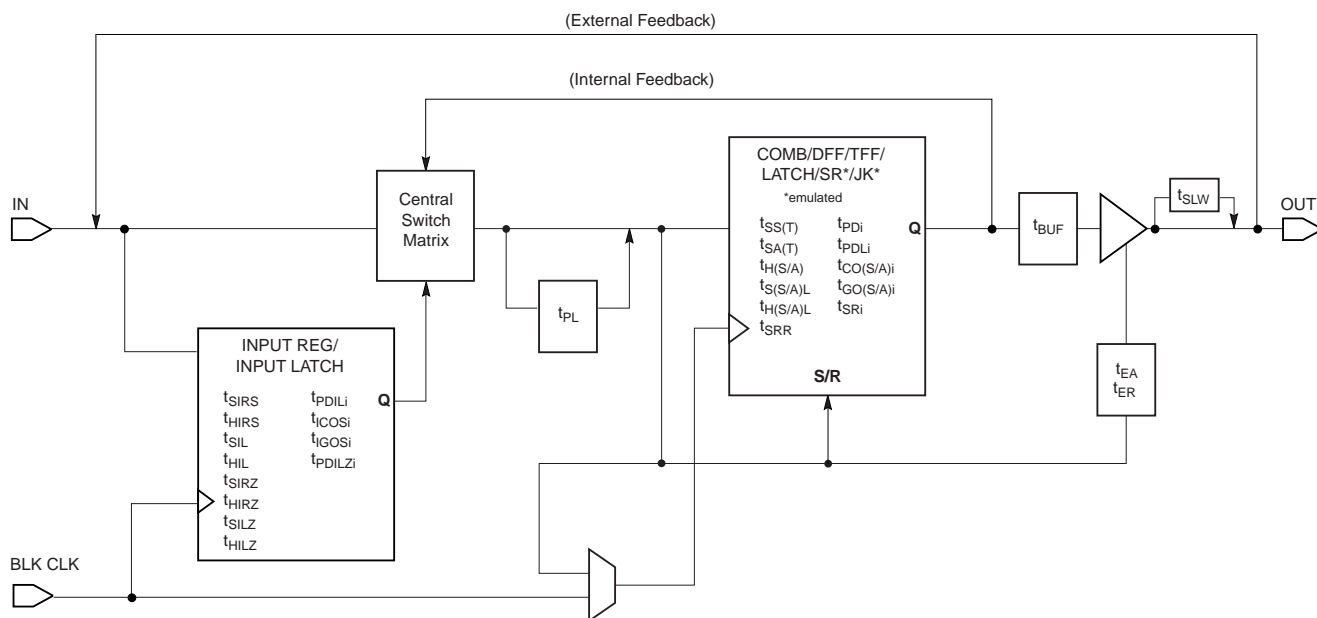 (External Feedback)
(Internal Feedback)
IN
Central
Switch
Matrix
COMB/DFF/TFF/
LATCH/SR*/JK*
*emulated
tSS(T) tPDi
tSA(T) tPDLi
tH(S/A) tCO(S/A)i
tS(S/A)L tGO(S/A)i
tH(S/A)L tSRi
tSRR
Q
S/R
tBUF
tSLW
OUT
tPL
tEA
tER
INPUT REG/
INPUT LATCH
tSIRS tPDILi
tHIRS tICOSi
tSIL tIGOSi
tHIL tPDILZi
tSIRZ
tHIRZ
tSILZ
tHILZ
Q
BLK CLK